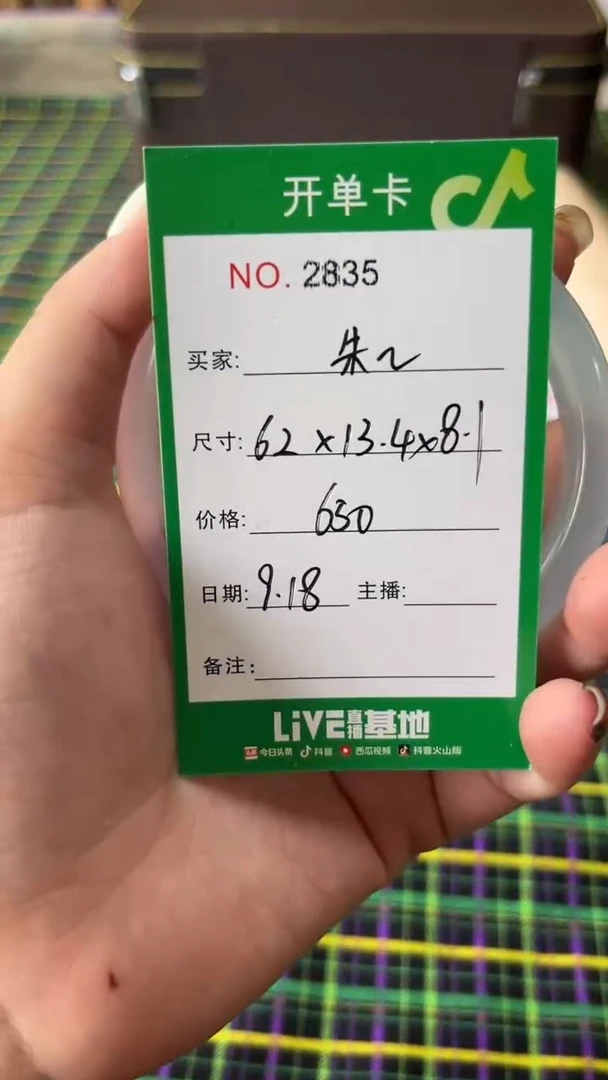 开单卡
NO. 2835
买家: 朱~
尺寸: 62×13.4×8.1
价格: 650
日期: 9.18 主播:
备注:
LiVE直播基地
今日头条 抖音 西瓜视频 抖音火山版